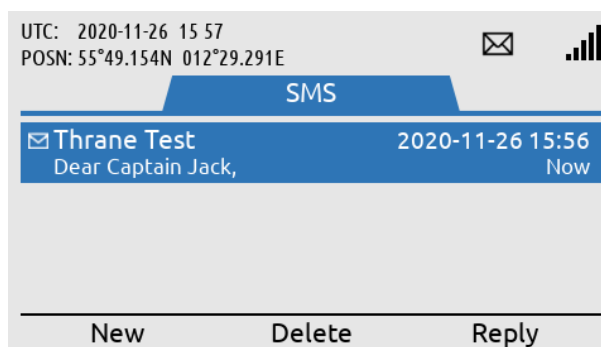 UTC: 2020-11-26 15 57
POSN: 55°49.154N 012°29.291E
SMS
Thrane Test 2020-11-26 15:56
Dear Captain Jack, Now
New Delete Reply